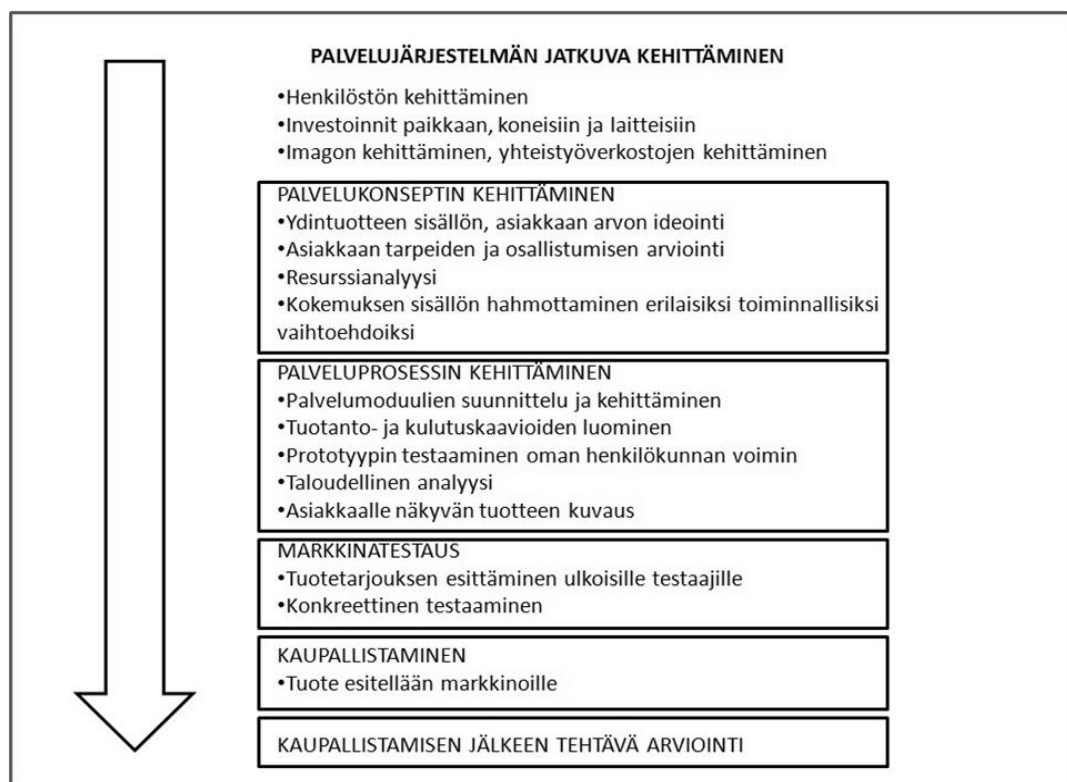 PALVELUJÄRJESTELMÄN JATKUVA KEHITTÄMINEN
•Henkilöstön kehittäminen
•Investoinnit paikkaan, koneisiin ja laitteisiin
•Imagon kehittäminen, yhteistyöverkostojen kehittäminen
PALVELUKONSEPTIN KEHITTÄMINEN
•Ydintuotteen sisällön, asiakkaan arvon ideointi
•Asiakkaan tarpeiden ja osallistumisen arviointi
•Resurssianalyysi
•Kokemuksen sisällön hahmottaminen erilaisiksi toiminnallisiksi
vaihtoehdoiksi
PALVELUPROSESSIN KEHITTÄMINEN
•Palvelumoduulien suunnittelu ja kehittäminen
•Tuotanto- ja kulutuskaavioiden luominen
•Prototyypin testaaminen oman henkilökunnan voimin
•Taloudellinen analyysi
•Asiakkaalle näkyvän tuotteen kuvaus
MARKKINATESTAUS
•Tuotetarjouksen esittäminen ulkoisille testaajille
•Konkreettinen testaaminen
KAUPALLISTAMINEN
•Tuote esitellään markkinoille
KAUPALLISTAMISEN JÄLKEEN TEHTÄVÄ ARVIOINTI